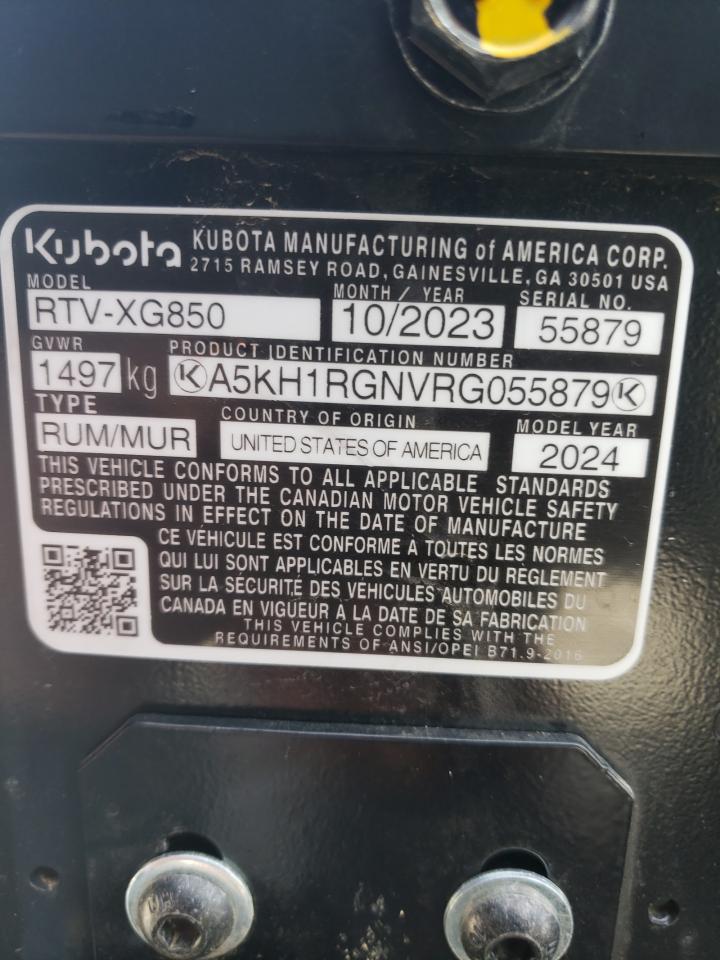 Kubota KUBOTA MANUFACTURING of AMERICA CORP.
2715 RAMSEY ROAD, GAINESVILLE, GA 30501 USA
MODEL MONTH / YEAR SERIAL NO.
RTV-XG850 10/2023 55879
GVWR PRODUCT IDENTIFICATION NUMBER
1497 kg K A5KH1RGNVRG055879 K
TYPE COUNTRY OF ORIGIN MODEL YEAR
RUM/MUR UNITED STATES OF AMERICA 2024
THIS VEHICLE CONFORMS TO ALL APPLICABLE STANDARDS
PRESCRIBED UNDER THE CANADIAN MOTOR VEHICLE SAFETY
REGULATIONS IN EFFECT ON THE DATE OF MANUFACTURE
CE VÉHICULE EST CONFORME À TOUTES LES NORMES
QUI LUI SONT APPLICABLES EN VERTU DU REGLEMENT
SUR LA SÉCURITÉ DES VÉHICULES AUTOMOBILES DU
CANADA EN VIGUEUR À LA DATE DE SA FABRICATION
THIS VEHICLE COMPLIES WITH THE
REQUIREMENTS OF ANSI/OPEI B71.9-2016